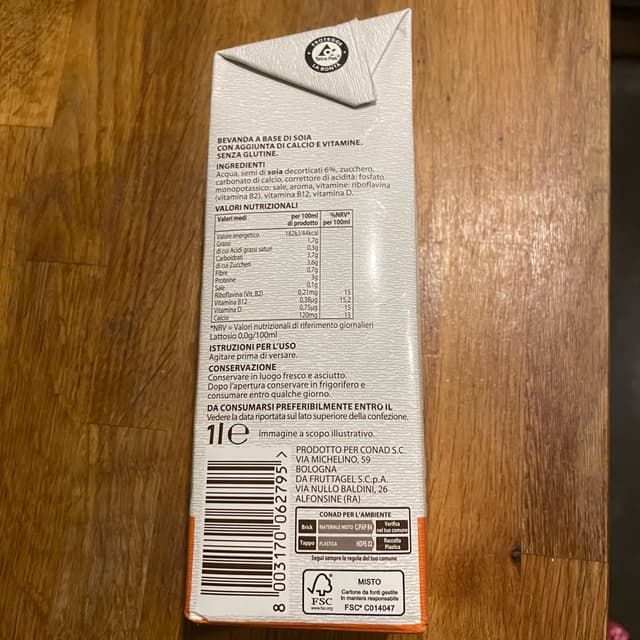 PROTEGGE
Tetra Pak®
LA BONTÀ
BEVANDA A BASE DI SOIA
CON AGGIUNTA DI CALCIO E VITAMINE.
SENZA GLUTINE.
INGREDIENTI
Acqua, semi di soia decorticati 6%, zucchero,
carbonato di calcio, correttore di acidità: fosfato
monopotassico; sale, aroma, vitamine: riboflavina
(vitamina B2), vitamina B12, vitamina D.
VALORI NUTRIZIONALI
Valori medi per 100ml di prodotto %NRV* per 100ml
Valore energetico 182kJ/44kcal
Grassi 1,7g
di cui Acidi grassi saturi 0,3g
Carboidrati 3,7g
di cui Zuccheri 3,6g
Fibre 0,7g
Proteine 3g
Sale 0,1g
Riboflavina (Vit. B2) 0,21mg 15
Vitamina B12 0,38µg 15,2
Vitamina D 0,75µg 15
Calcio 120mg 15
*NRV = Valori nutrizionali di riferimento giornalieri
Lattosio 0,0g/100ml
ISTRUZIONI PER L'USO
Agitare prima di versare.
CONSERVAZIONE
Conservare in luogo fresco e asciutto.
Dopo l'apertura conservare in frigorifero e
consumare entro qualche giorno.
DA CONSUMARSI PREFERIBILMENTE ENTRO IL
Vedere la data riportata sul lato superiore della confezione.
1l e Immagine a scopo illustrativo.
PRODOTTO PER CONAD S.C.
VIA MICHELINO, 59
BOLOGNA
DA FRUTTAGEL S.C.p.A.
VIA NULLO BALDINI, 26
ALFONSINE (RA)
8 003170 062795 >
CONAD PER L'AMBIENTE
Brick MATERIALE MISTO C/PAP 84 Verifica nel tuo comune
Tappo PLASTICA HDPE 02 Raccolta Plastica
Segui sempre le regole del tuo comune
FSC
www.fsc.org
MISTO
Cartone da fonti gestite
in maniera responsabile
FSC® C014047